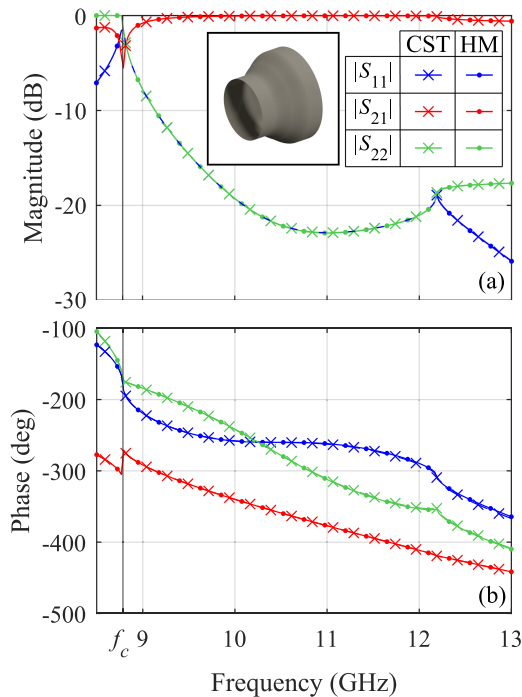 0
-10
-20
-30
Magnitude (dB)
CST HM
|S11|
|S21|
|S22|
(a)
-100
-200
-300
-400
-500
Phase (deg)
(b)
fc 9 10 11 12 13
Frequency (GHz)